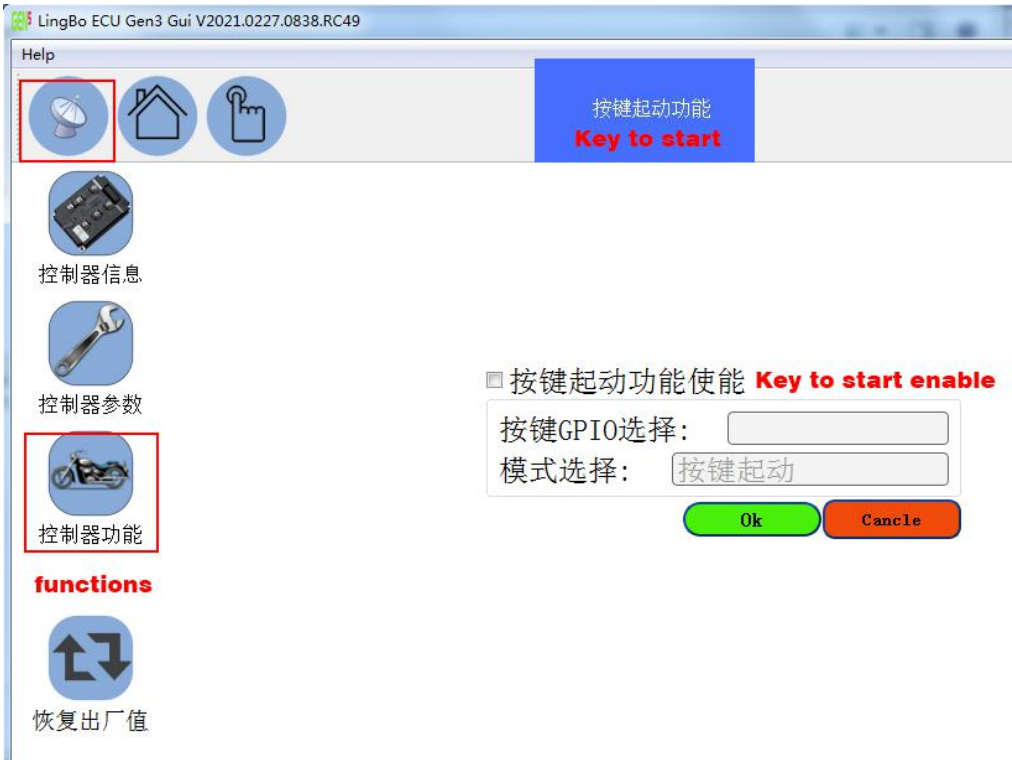 LingBo ECU Gen3 Gui V2021.0227.0838.RC49
Help
按键起动功能
Key to start
控制器信息
控制器参数
控制器功能
functions
恢复出厂值
按键起动功能使能 Key to start enable
按键GPIO选择:
模式选择: 按键起动
Ok Cancle